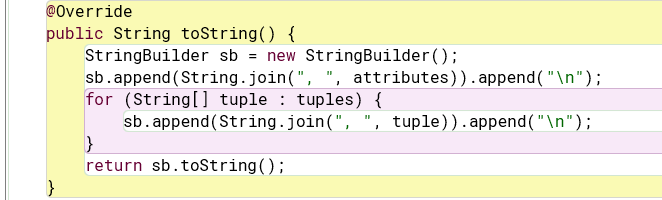 @Override
public String toString() {
StringBuilder sb = new StringBuilder();
sb.append(String.join(", ", attributes)).append("\n");
for (String[] tuple : tuples) {
sb.append(String.join(", ", tuple)).append("\n");
}
return sb.toString();
}